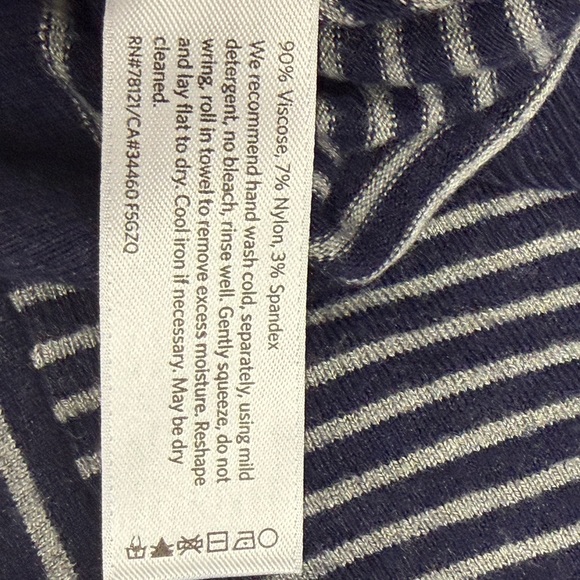 90% Viscose, 7% Nylon, 3% Spandex
We recommend hand wash cold, separately, using mild
detergent, no bleach, rinse well. Gently squeeze, do not
wring, roll in towel to remove excess moisture. Reshape
and lay flat to dry. Cool iron if necessary. May be dry
cleaned.
RN#78121/CA#34460 F5GZQ